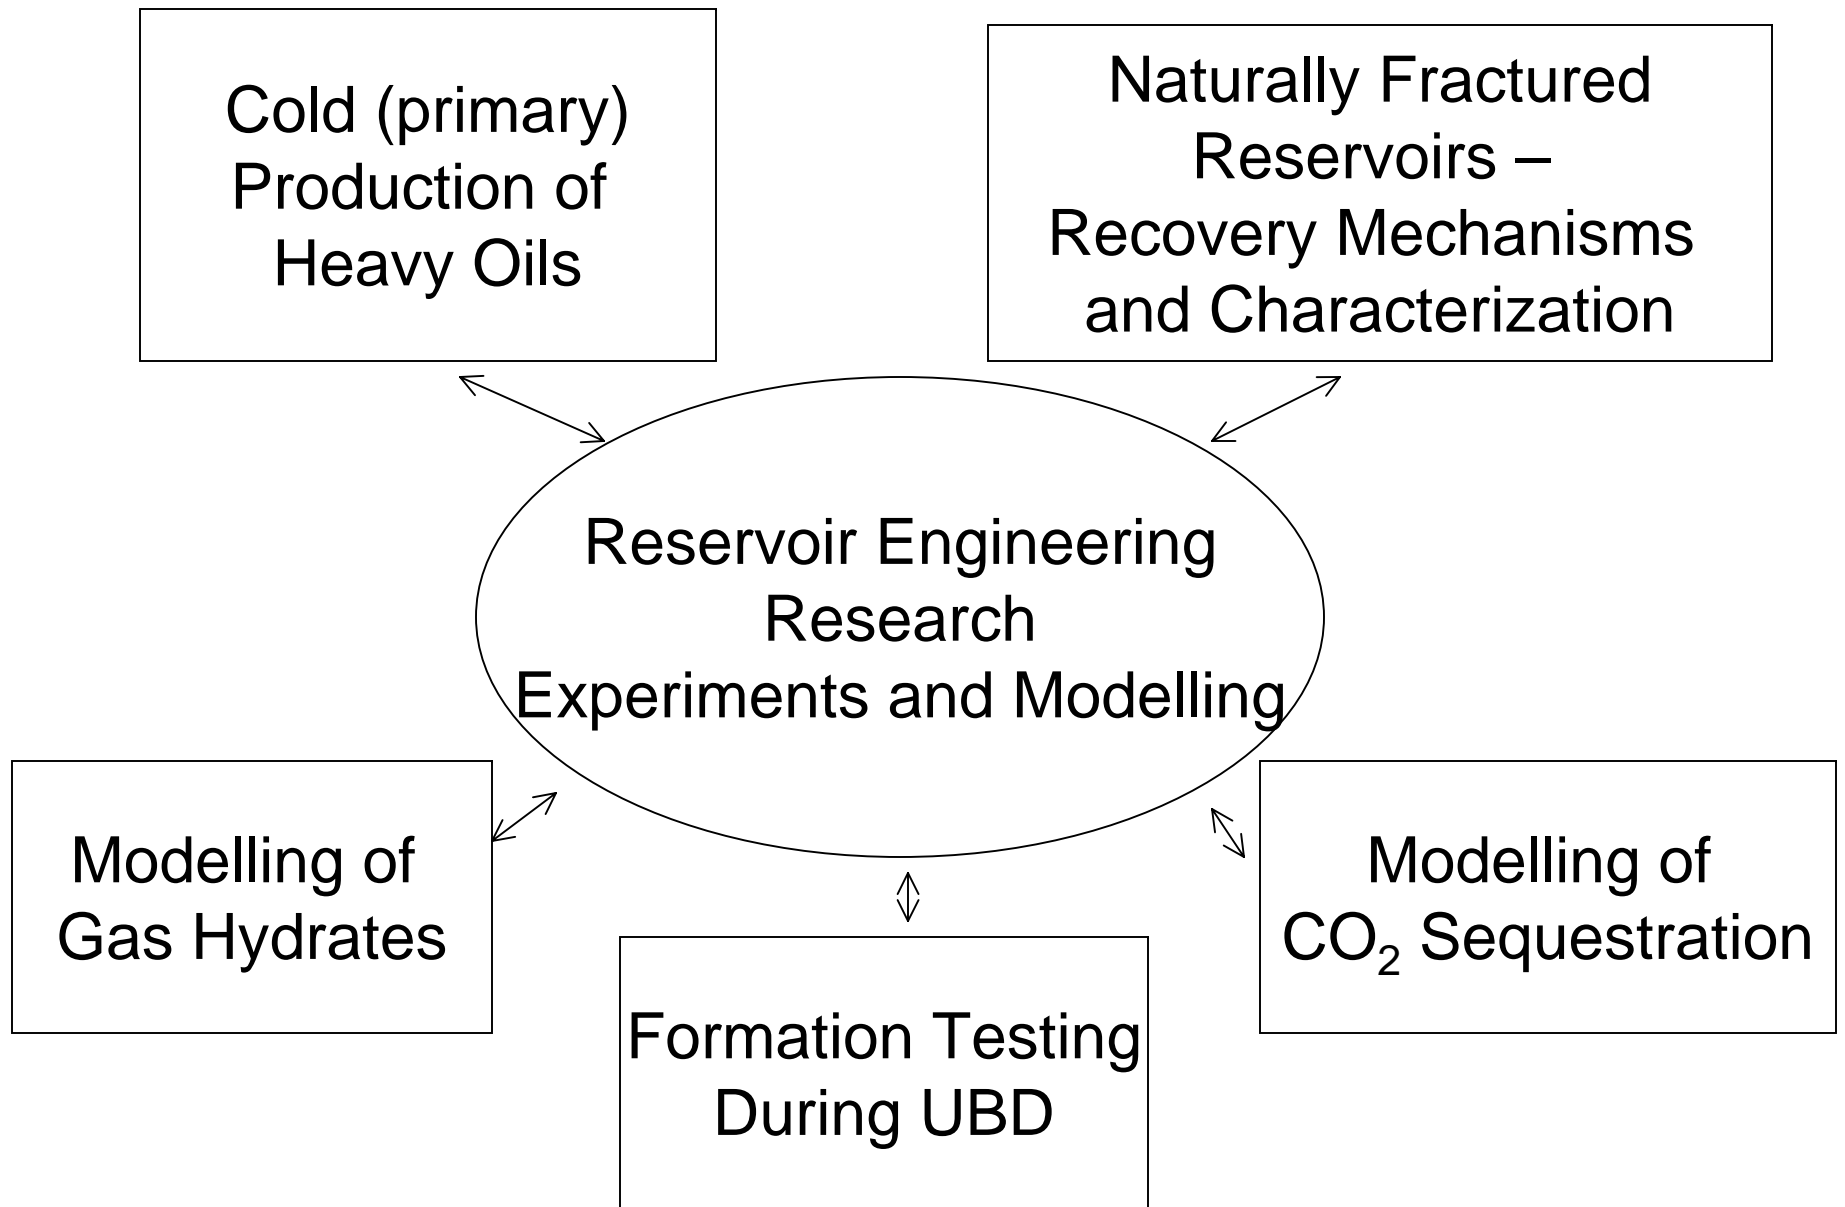 Cold (primary)
Production of
Heavy Oils
Naturally Fractured
Reservoirs –
Recovery Mechanisms
and Characterization
Reservoir Engineering
Research
Experiments and Modelling
Modelling of
Gas Hydrates
Formation Testing
During UBD
Modelling of
CO₂ Sequestration